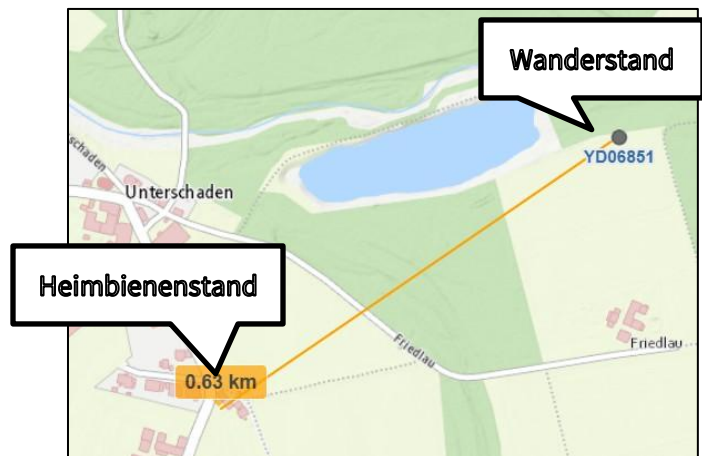 Wanderstand
YD06851
schaden
Unterschaden
Heimbienenstand
0.63 km
Friedlau
Friedlau